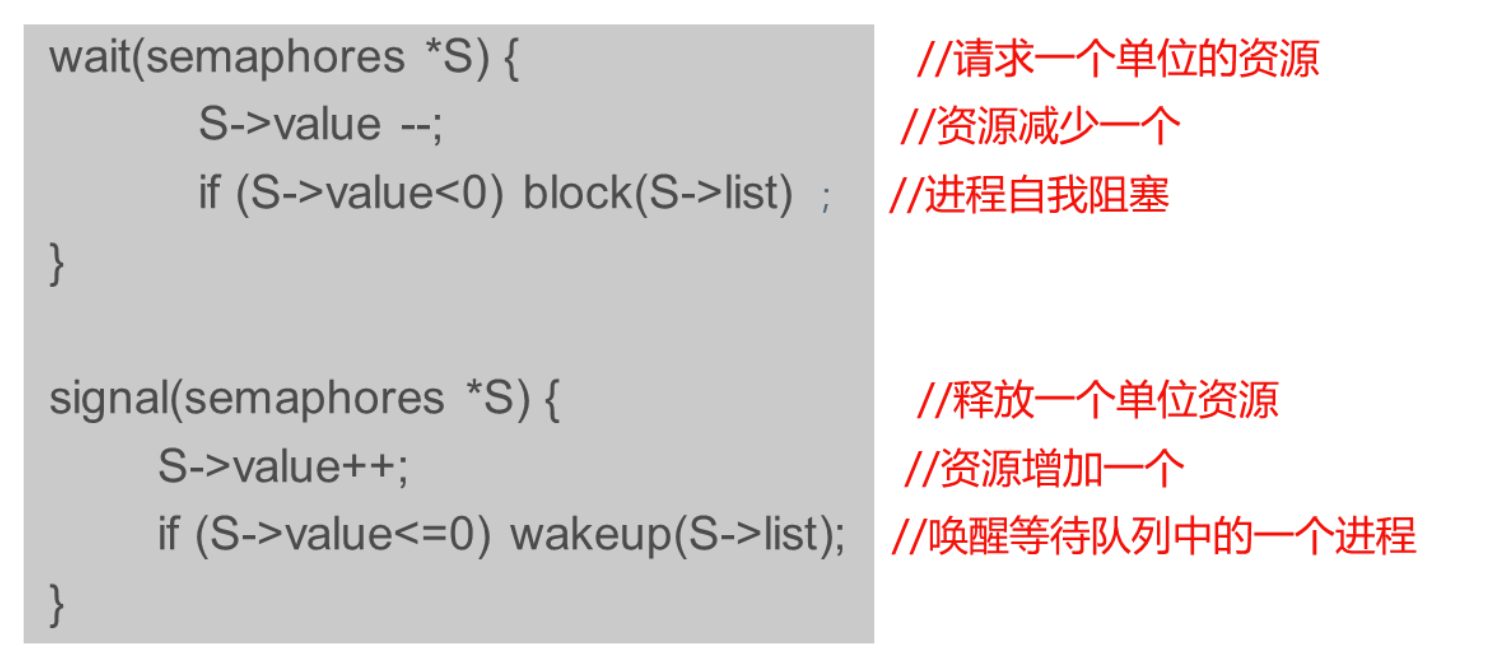 wait(semaphores *S) { //请求一个单位的资源
S->value --; //资源减少一个
if (S->value<0) block(S->list) ; //进程自我阻塞
}
signal(semaphores *S) { //释放一个单位资源
S->value++; //资源增加一个
if (S->value<=0) wakeup(S->list); //唤醒等待队列中的一个进程
}